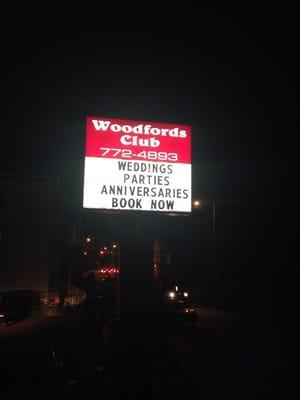 Woodfords
Club
772-4893
WEDDINGS
PARTIES
ANNIVERSARIES
BOOK NOW